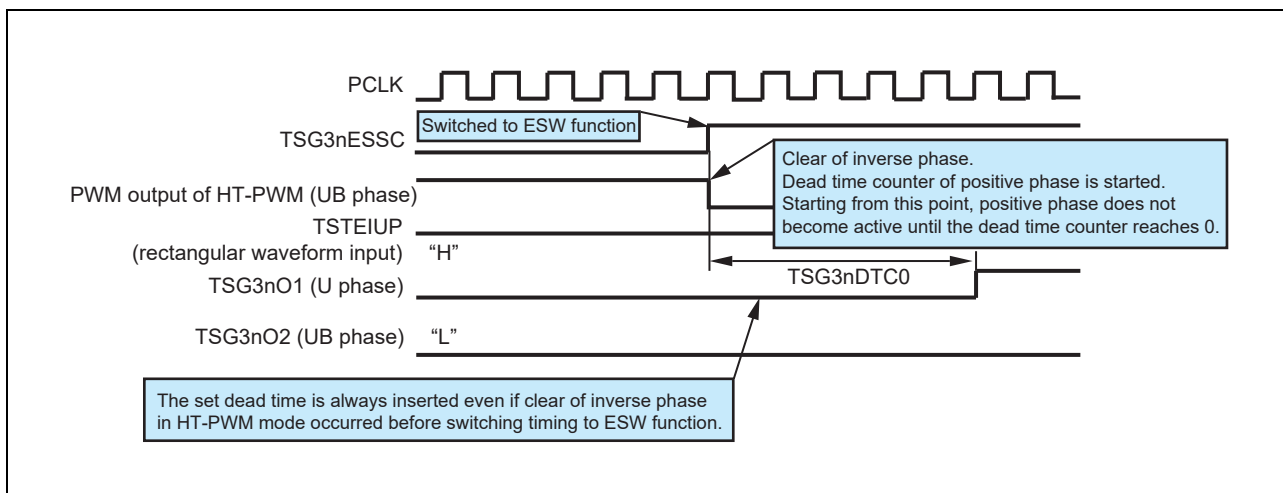 PCLK
Switched to ESW function
TSG3nESSC
Clear of inverse phase.
Dead time counter of positive phase is started.
Starting from this point, positive phase does not
become active until the dead time counter reaches 0.
PWM output of HT-PWM (UB phase)
TSTEIUP
(rectangular waveform input) "H"
TSG3nDTC0
TSG3nO1 (U phase)
TSG3nO2 (UB phase) "L"
The set dead time is always inserted even if clear of inverse phase
in HT-PWM mode occurred before switching timing to ESW function.